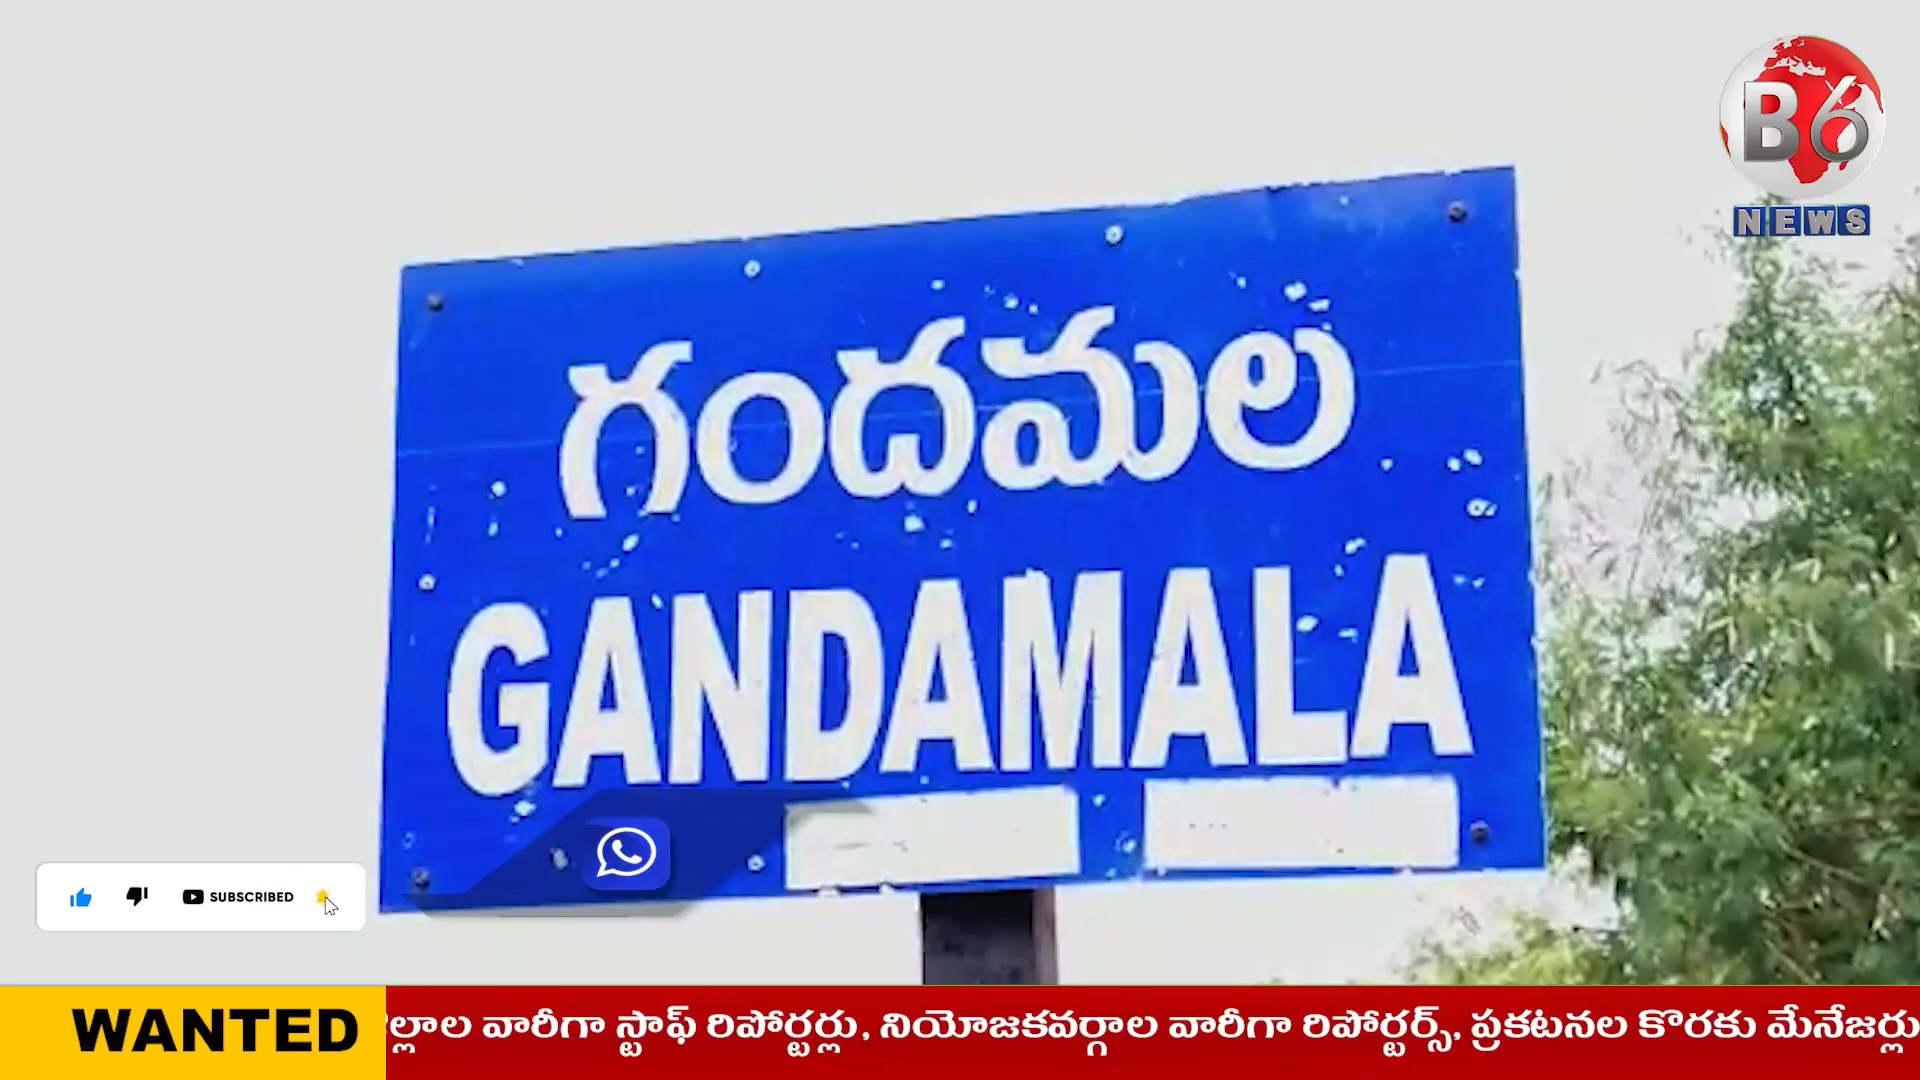 B6
NEWS
గందమల
GANDAMALA
SUBSCRIBED
WANTED
ల్లాల వారీగా స్టాఫ్ రిపోర్టర్లు, నియోజకవర్గాల వారీగా రిపోర్టర్స్, ప్రకటనల కొరకు మేనేజర్లు